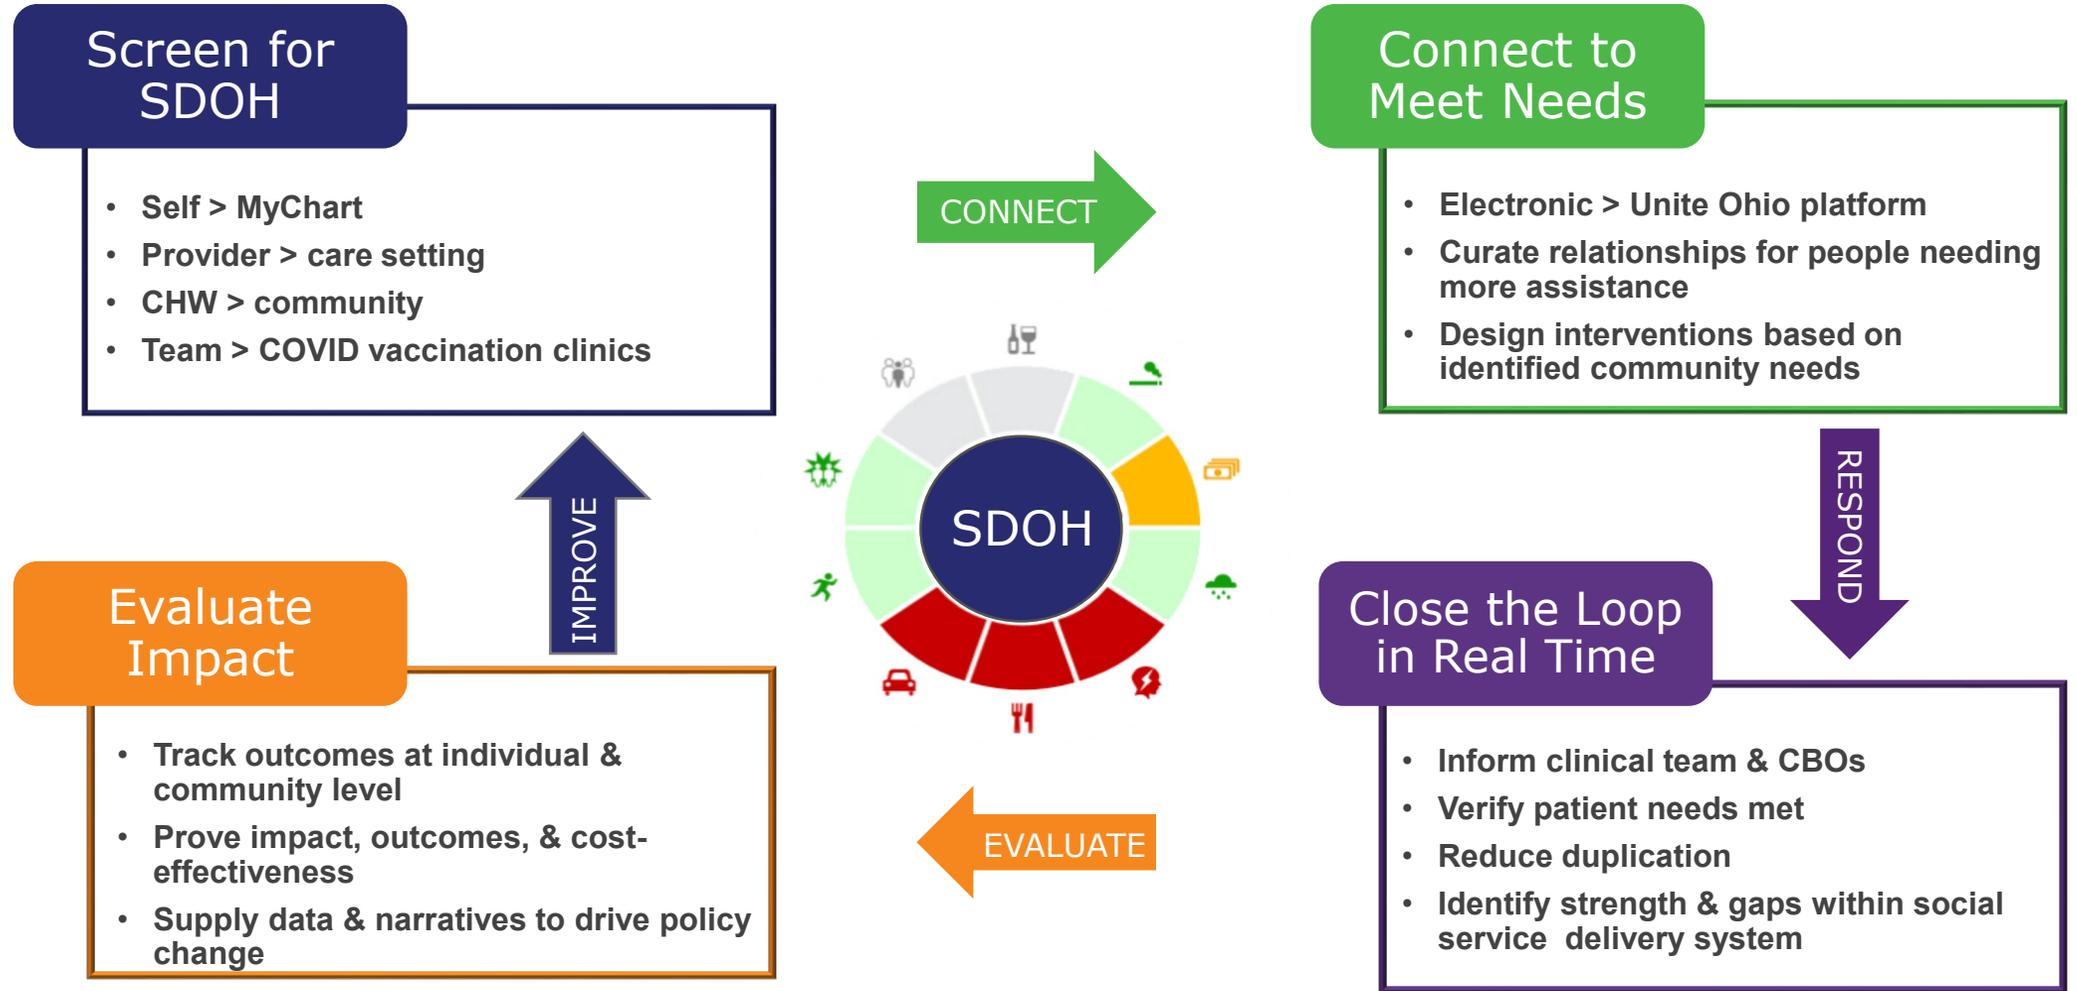 Screen for
SDOH
• Self > MyChart
• Provider > care setting
• CHW > community
• Team > COVID vaccination clinics
CONNECT
Connect to
Meet Needs
• Electronic > Unite Ohio platform
• Curate relationships for people needing
more assistance
• Design interventions based on
identified community needs
RESPOND
SDOH
Close the Loop
in Real Time
• Inform clinical team & CBOs
• Verify patient needs met
• Reduce duplication
• Identify strength & gaps within social
service  delivery system
EVALUATE
Evaluate
Impact
• Track outcomes at individual &
community level
• Prove impact, outcomes, & cost-
effectiveness
• Supply data & narratives to drive policy
change
IMPROVE